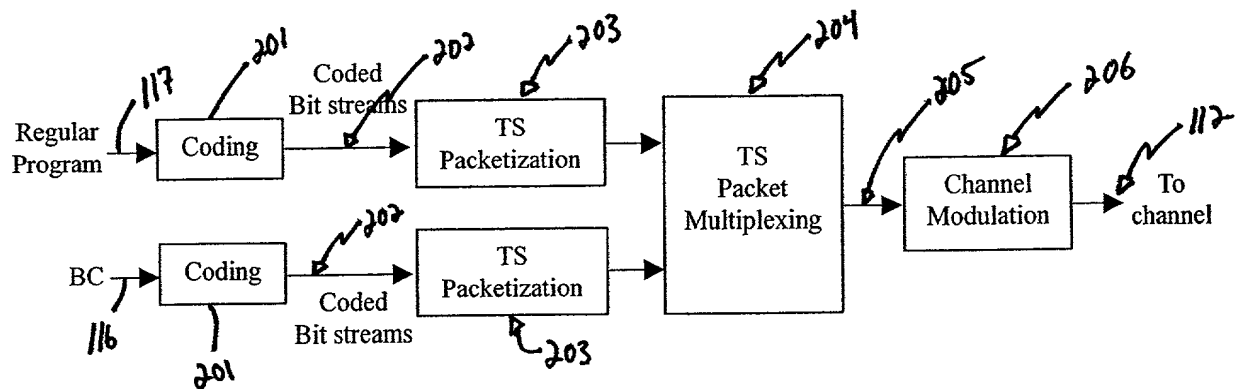 201
202
203
204
117
Coded
Bit streams
205
206
112
Regular
Program
Coding
TS
Packetization
TS
Packet
Multiplexing
Channel
Modulation
To
channel
202
BC
Coding
TS
Packetization
116
Coded
Bit streams
201
203